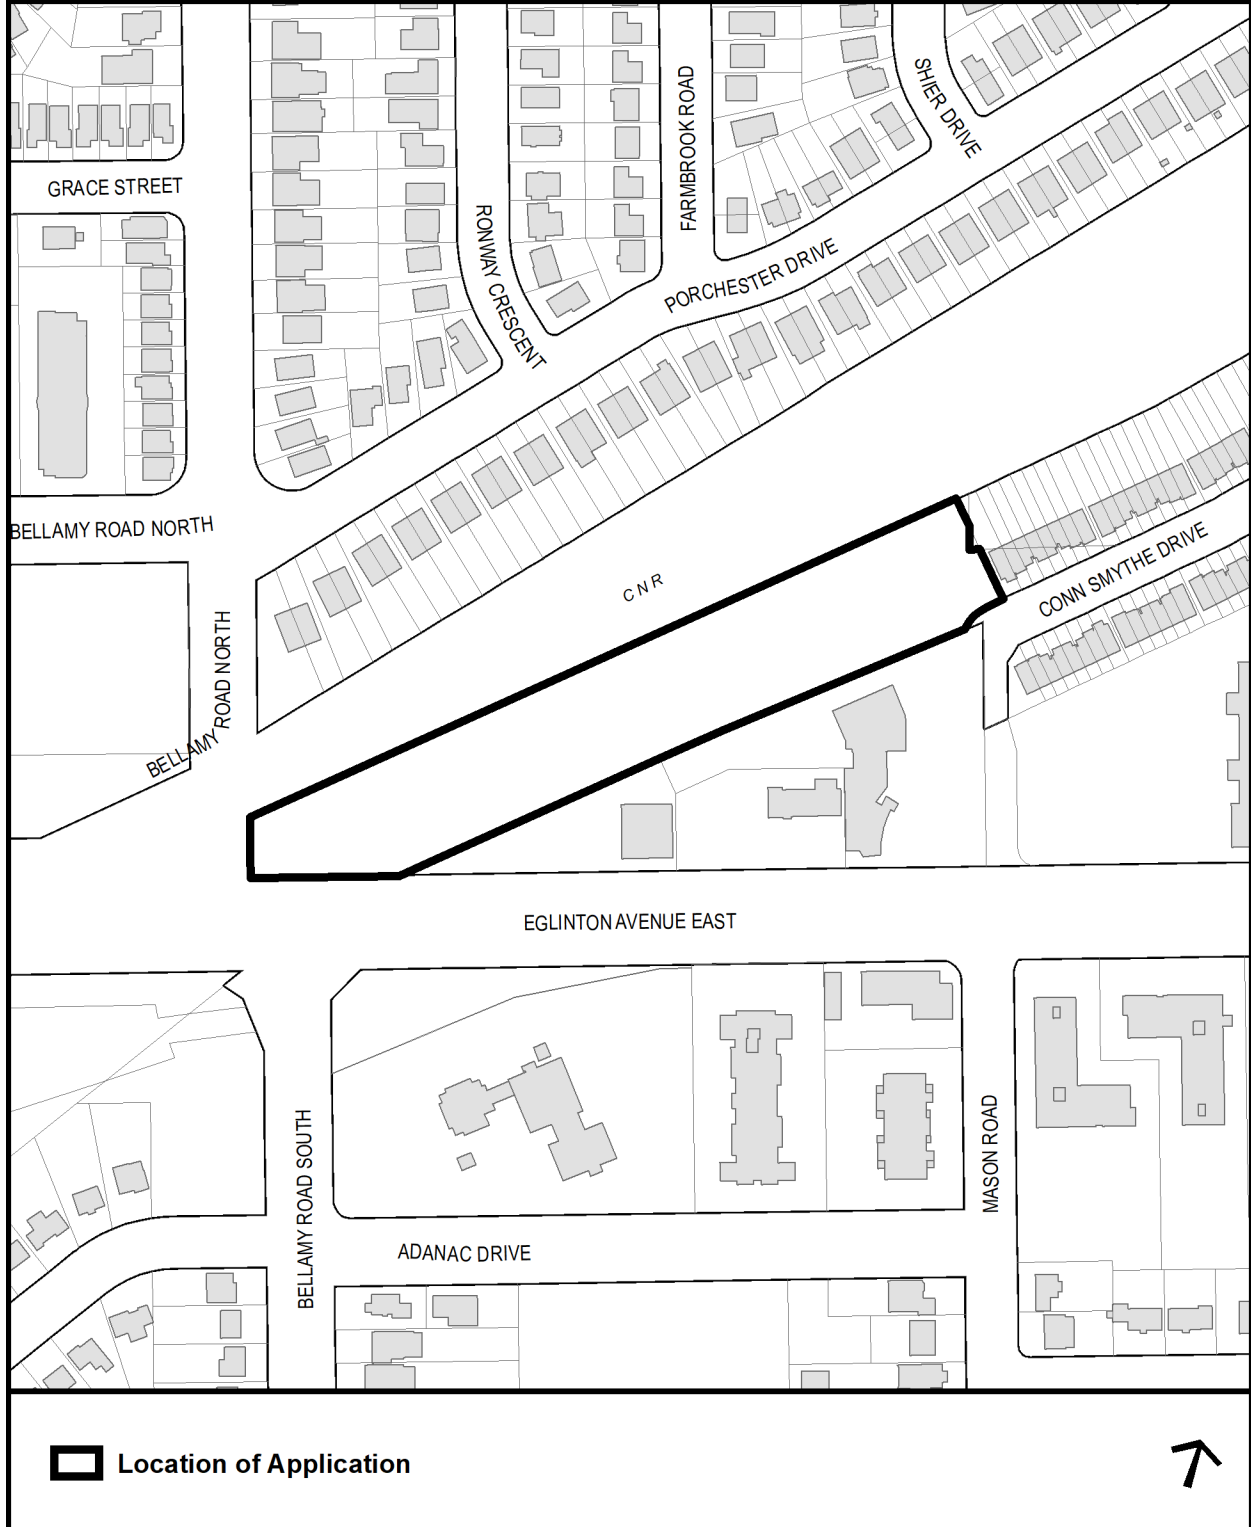 SHIER DRIVE
FARMBROOK ROAD
GRACE STREET
RONWAY CRESCENT
PORCHESTER DRIVE
BELLAMY ROAD NORTH
CONN SMYTHE DRIVE
CNR
BELLAMY ROAD NORTH
EGLINTON AVENUE EAST
MASON ROAD
BELLAMY ROAD SOUTH
ADANAC DRIVE
Location of Application